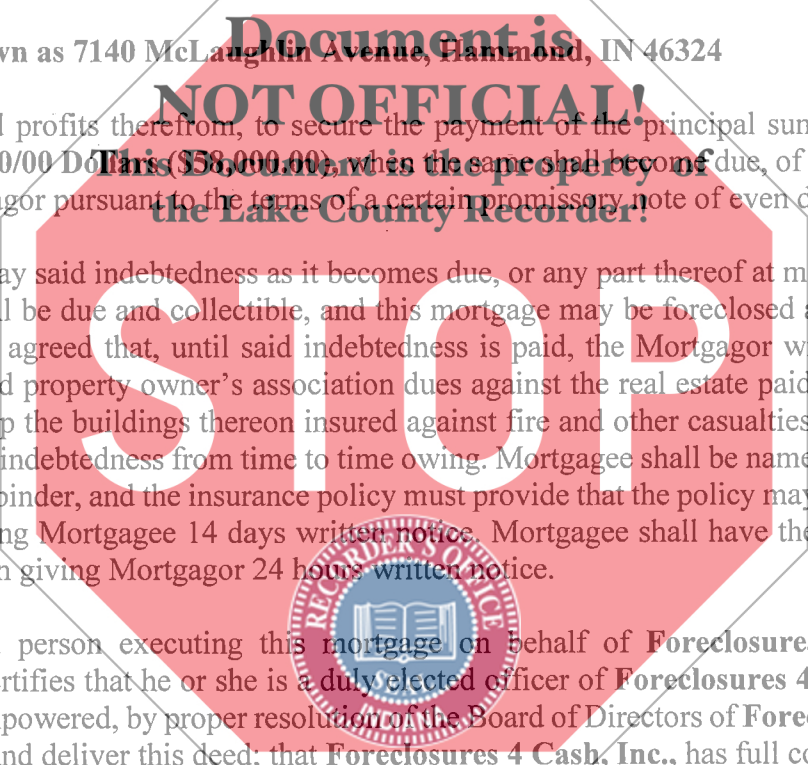 Document is
wn as 7140 McLaughlin Avenue, Hammond, IN 46324
NOT OFFICIAL!
l profits therefrom, to secure the payment of the principal sum
This Document is the property of
0/00 Dollars ($58,000.00), when the same shall become due, of
the Lake County Recorder!
agor pursuant to the terms of a certain promissory note of even
ay said indebtedness as it becomes due, or any part thereof at m
ll be due and collectible, and this mortgage may be foreclosed a
agreed that, until said indebtedness is paid, the Mortgagor wi
d property owner's association dues against the real estate paid
p the buildings thereon insured against fire and other casualties
indebtedness from time to time owing. Mortgagee shall be name
binder, and the insurance policy must provide that the policy may
ng Mortgagee 14 days written notice. Mortgagee shall have the
n giving Mortgagor 24 hours written notice.
STOP
person executing this mortgage on behalf of Foreclosure
rtifies that he or she is a duly elected officer of Foreclosures 4
powered, by proper resolution of the Board of Directors of Fore
nd deliver this deed; that Foreclosures 4 Cash, Inc., has full co
RECORDER'S OFFICE
SEAL
INDIANA